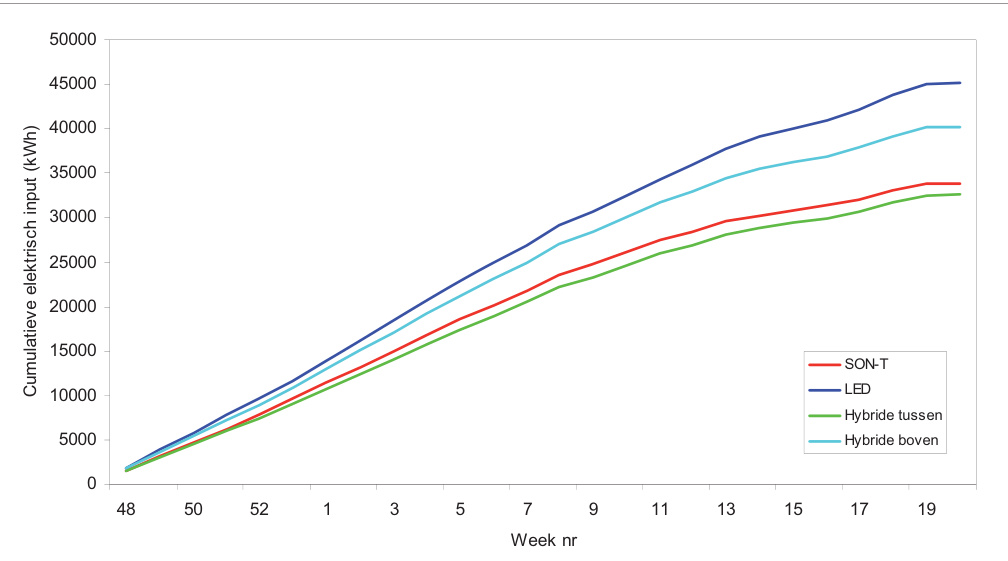 50000
45000
40000
35000
30000
25000
20000
15000
10000
5000
0
Cumulatieve elektrisch input (kWh)
48 50 52 1 3 5 7 9 11 13 15 17 19
Week nr
SON-T
LED
Hybride tussen
Hybride boven